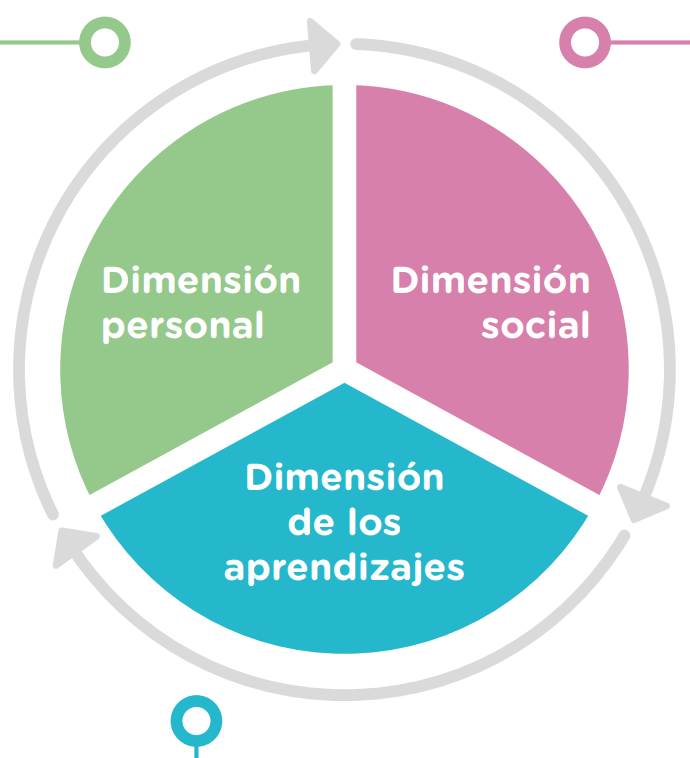 Dimensión
personal
Dimensión
social
Dimensión
de los
aprendizajes